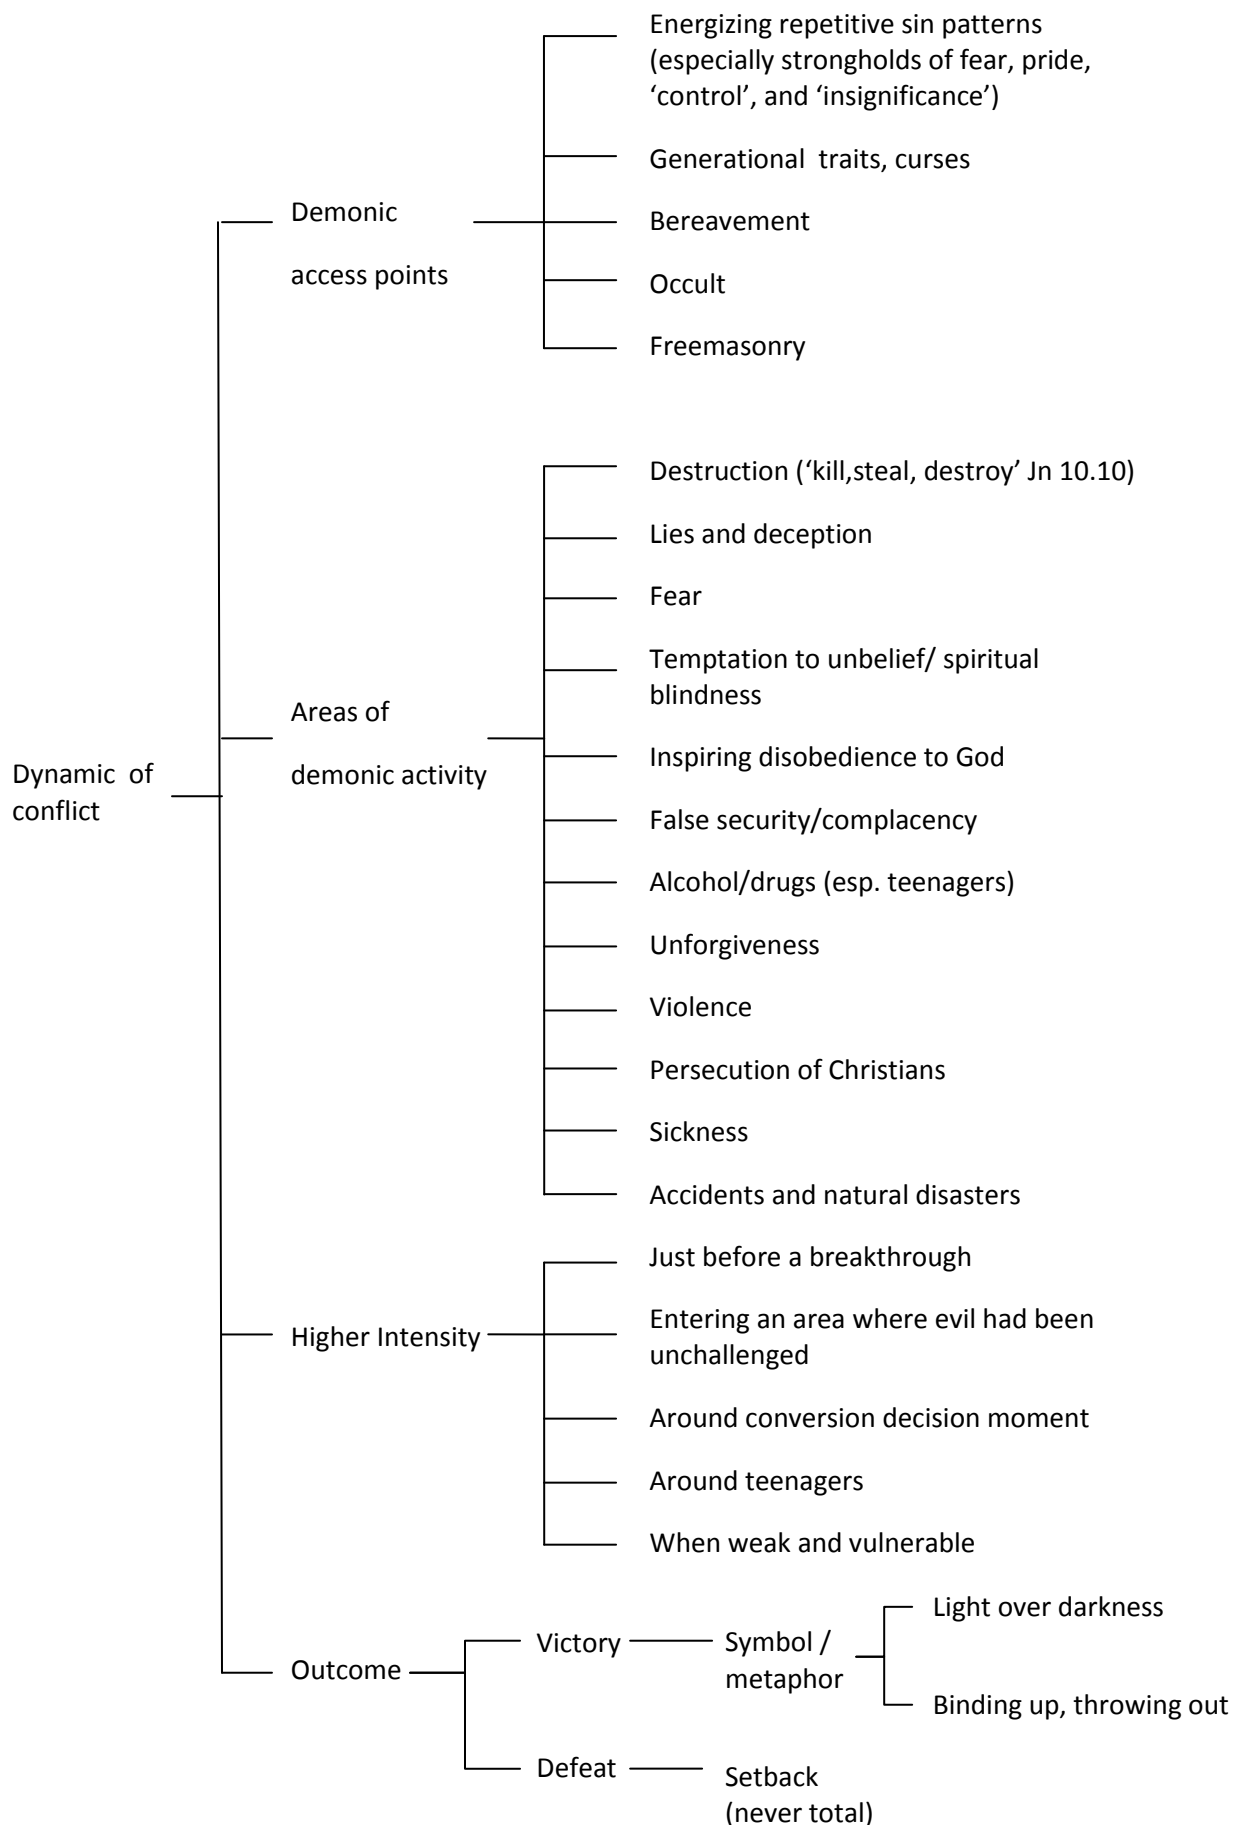 Energizing repetitive sin patterns
(especially strongholds of fear, pride,
‘control’, and ‘insignificance’)
Generational traits, curses
Demonic
access points
Bereavement
Occult
Freemasonry
Destruction (‘kill,steal, destroy’ Jn 10.10)
Lies and deception
Fear
Temptation to unbelief/ spiritual
blindness
Areas of
demonic activity
Inspiring disobedience to God
Dynamic of
conflict
False security/complacency
Alcohol/drugs (esp. teenagers)
Unforgiveness
Violence
Persecution of Christians
Sickness
Accidents and natural disasters
Just before a breakthrough
Higher Intensity
Entering an area where evil had been
unchallenged
Around conversion decision moment
Around teenagers
When weak and vulnerable
Outcome
Victory
Symbol /
metaphor
Light over darkness
Binding up, throwing out
Defeat
Setback
(never total)